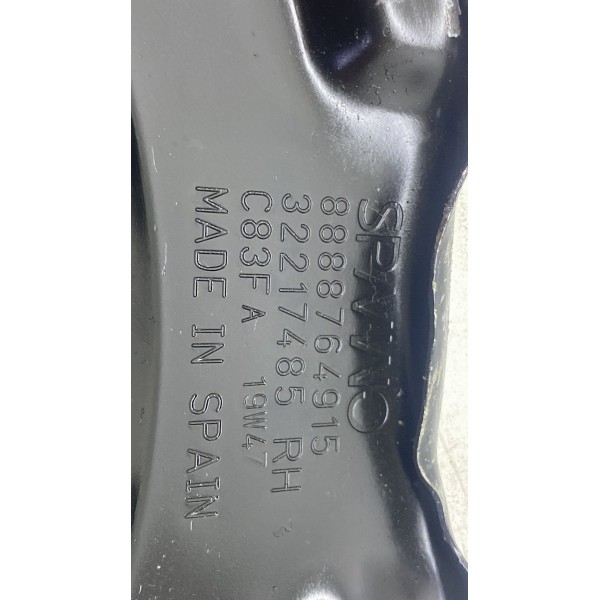 8888764915
32217485 RH
C83F A 19W47
MADE IN SPAIN